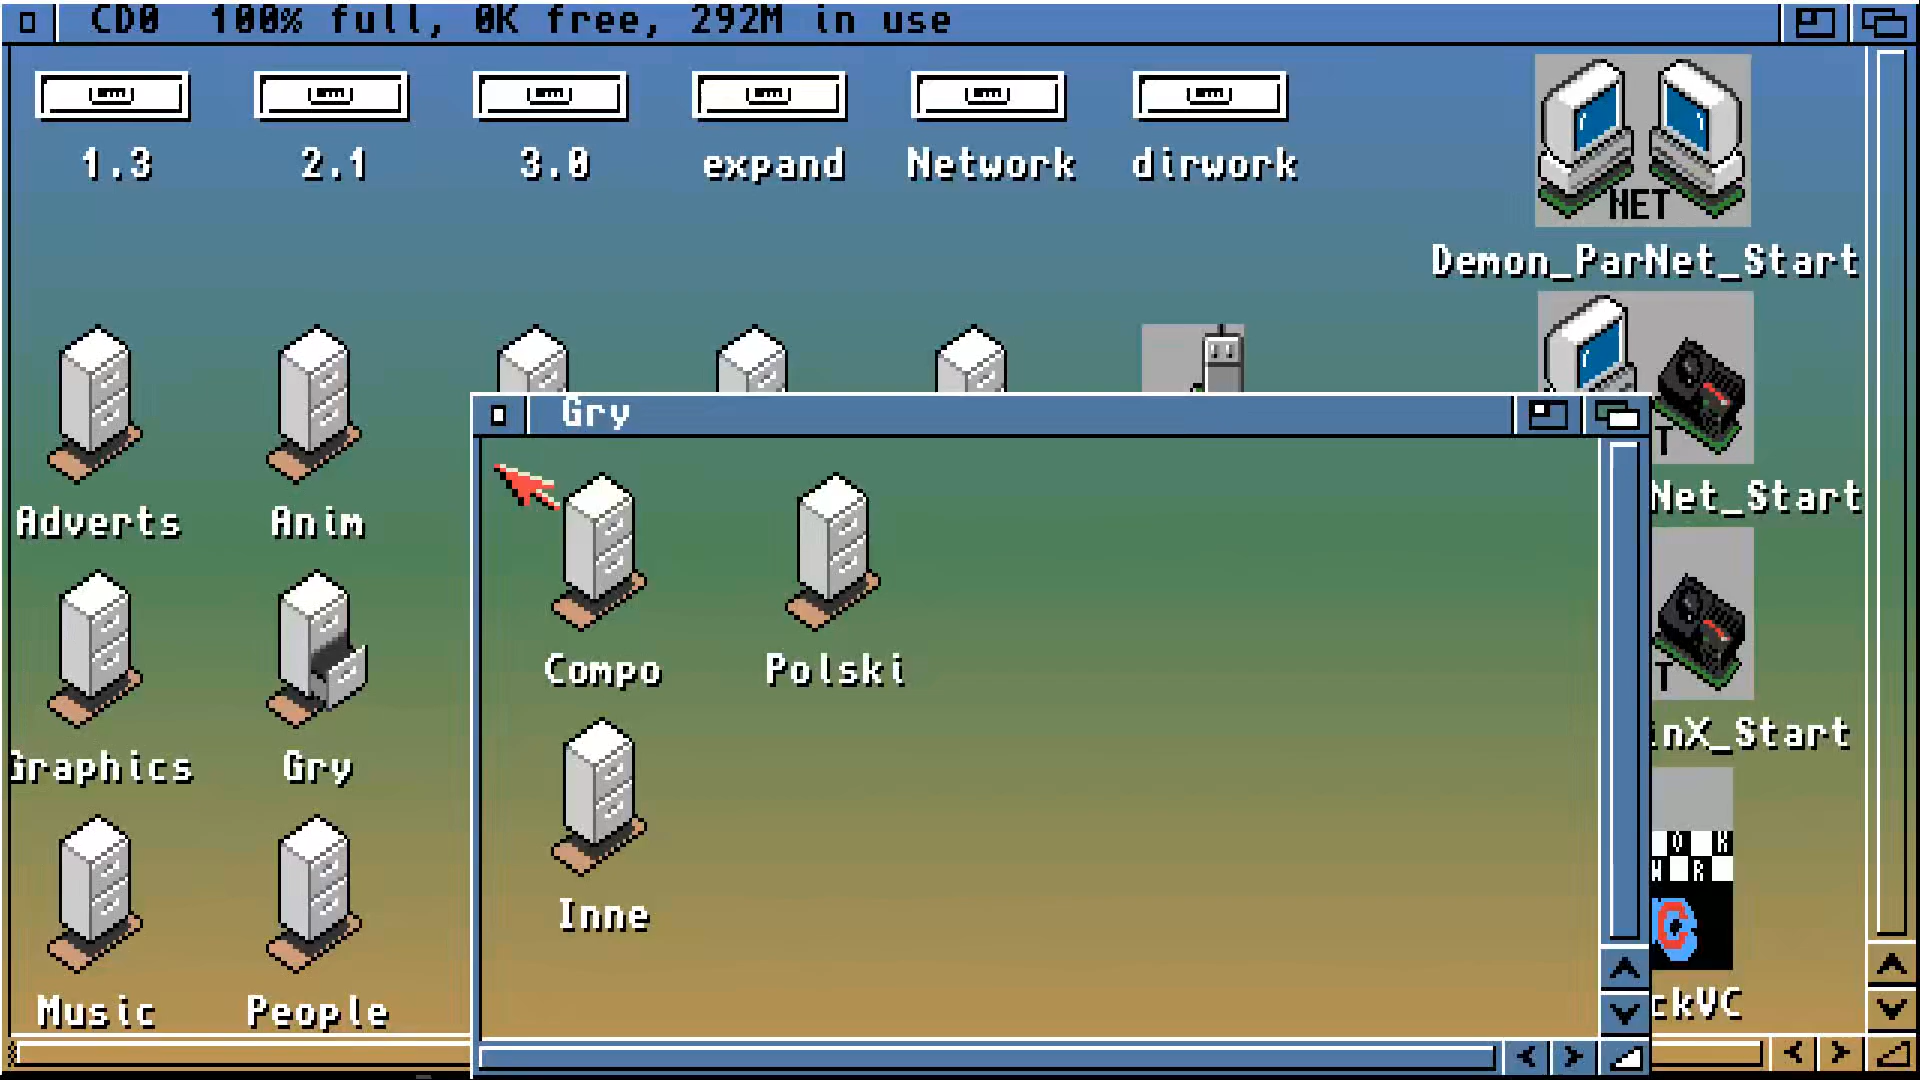 CD0 100% full, 0K free, 292M in use
1.3 2.1 3.0 expand Network dirwork
NET
Demon_ParNet_Start
Gry
T
Net_Start
Adverts Anim
Compo Polski
T
inX_Start
Graphics Gry
Inne
C
ckVC
Music People